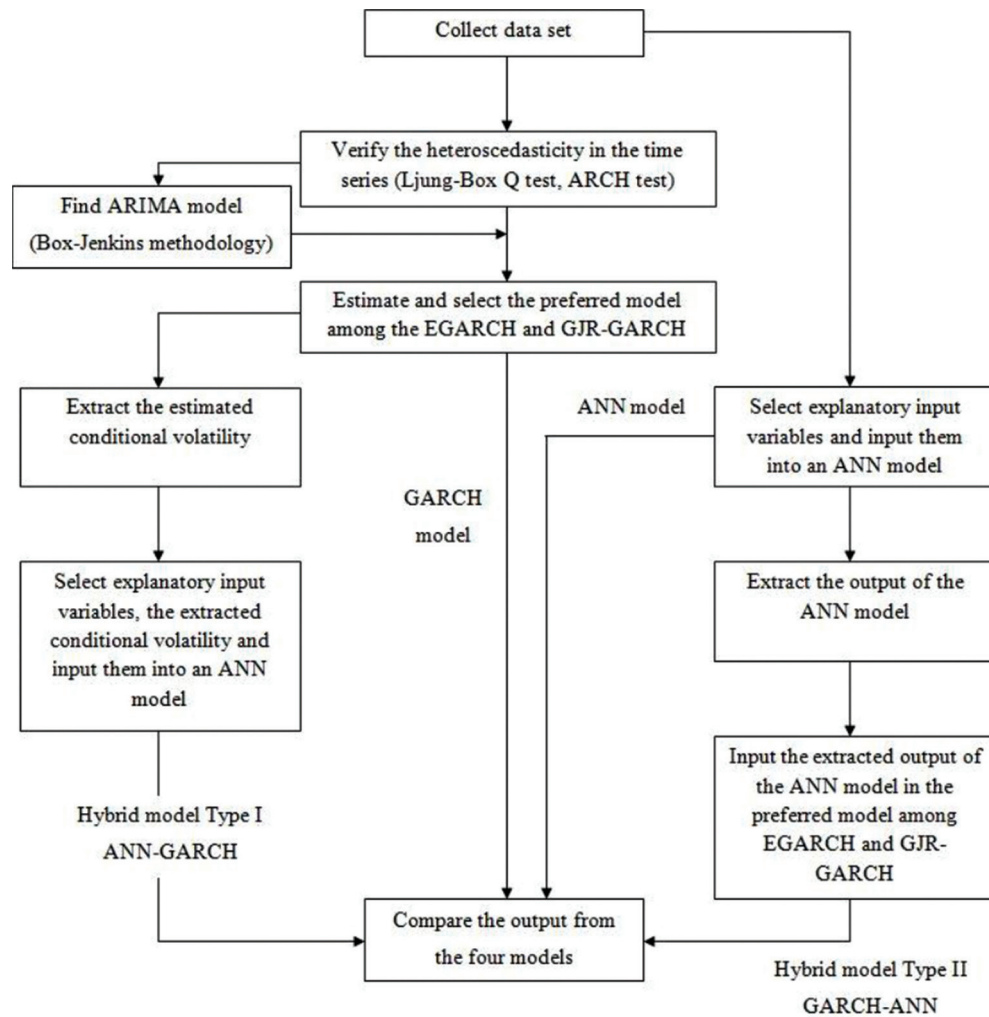 Collect data set
Verify the heteroscedasticity in the time
series (Ljung-Box Q test, ARCH test)
Find ARIMA model
(Box-Jenkins methodology)
Estimate and select the preferred model
among the EGARCH and GJR-GARCH
Extract the estimated
conditional volatility
ANN model
Select explanatory input
variables and input them
into an ANN model
GARCH
model
Select explanatory input
variables, the extracted
conditional volatility and
input them into an ANN
model
Extract the output of the
ANN model
Input the extracted output of
the ANN model in the
preferred model among
EGARCH and GJR-
GARCH
Hybrid model Type I
ANN-GARCH
Compare the output from
the four models
Hybrid model Type II
GARCH-ANN